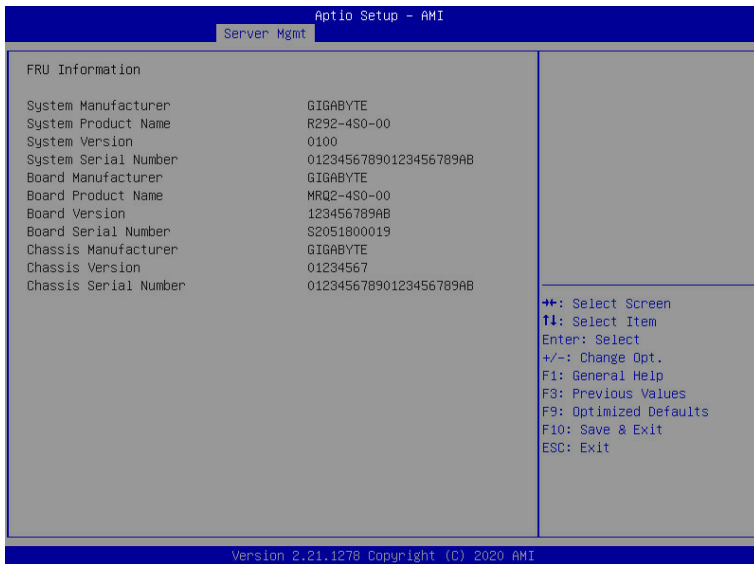 Aptio Setup – AMI
Server Mgmt
FRU Information
System Manufacturer GIGABYTE
System Product Name R292-4S0-00
System Version 0100
System Serial Number 01234567890123456789AB
Board Manufacturer GIGABYTE
Board Product Name MRQ2-4S0-00
Board Version 123456789AB
Board Serial Number S2051800019
Chassis Manufacturer GIGABYTE
Chassis Version 01234567
Chassis Serial Number 01234567890123456789AB
→←: Select Screen
↑↓: Select Item
Enter: Select
+/-: Change Opt.
F1: General Help
F3: Previous Values
F9: Optimized Defaults
F10: Save & Exit
ESC: Exit
Version 2.21.1278 Copyright (C) 2020 AMI